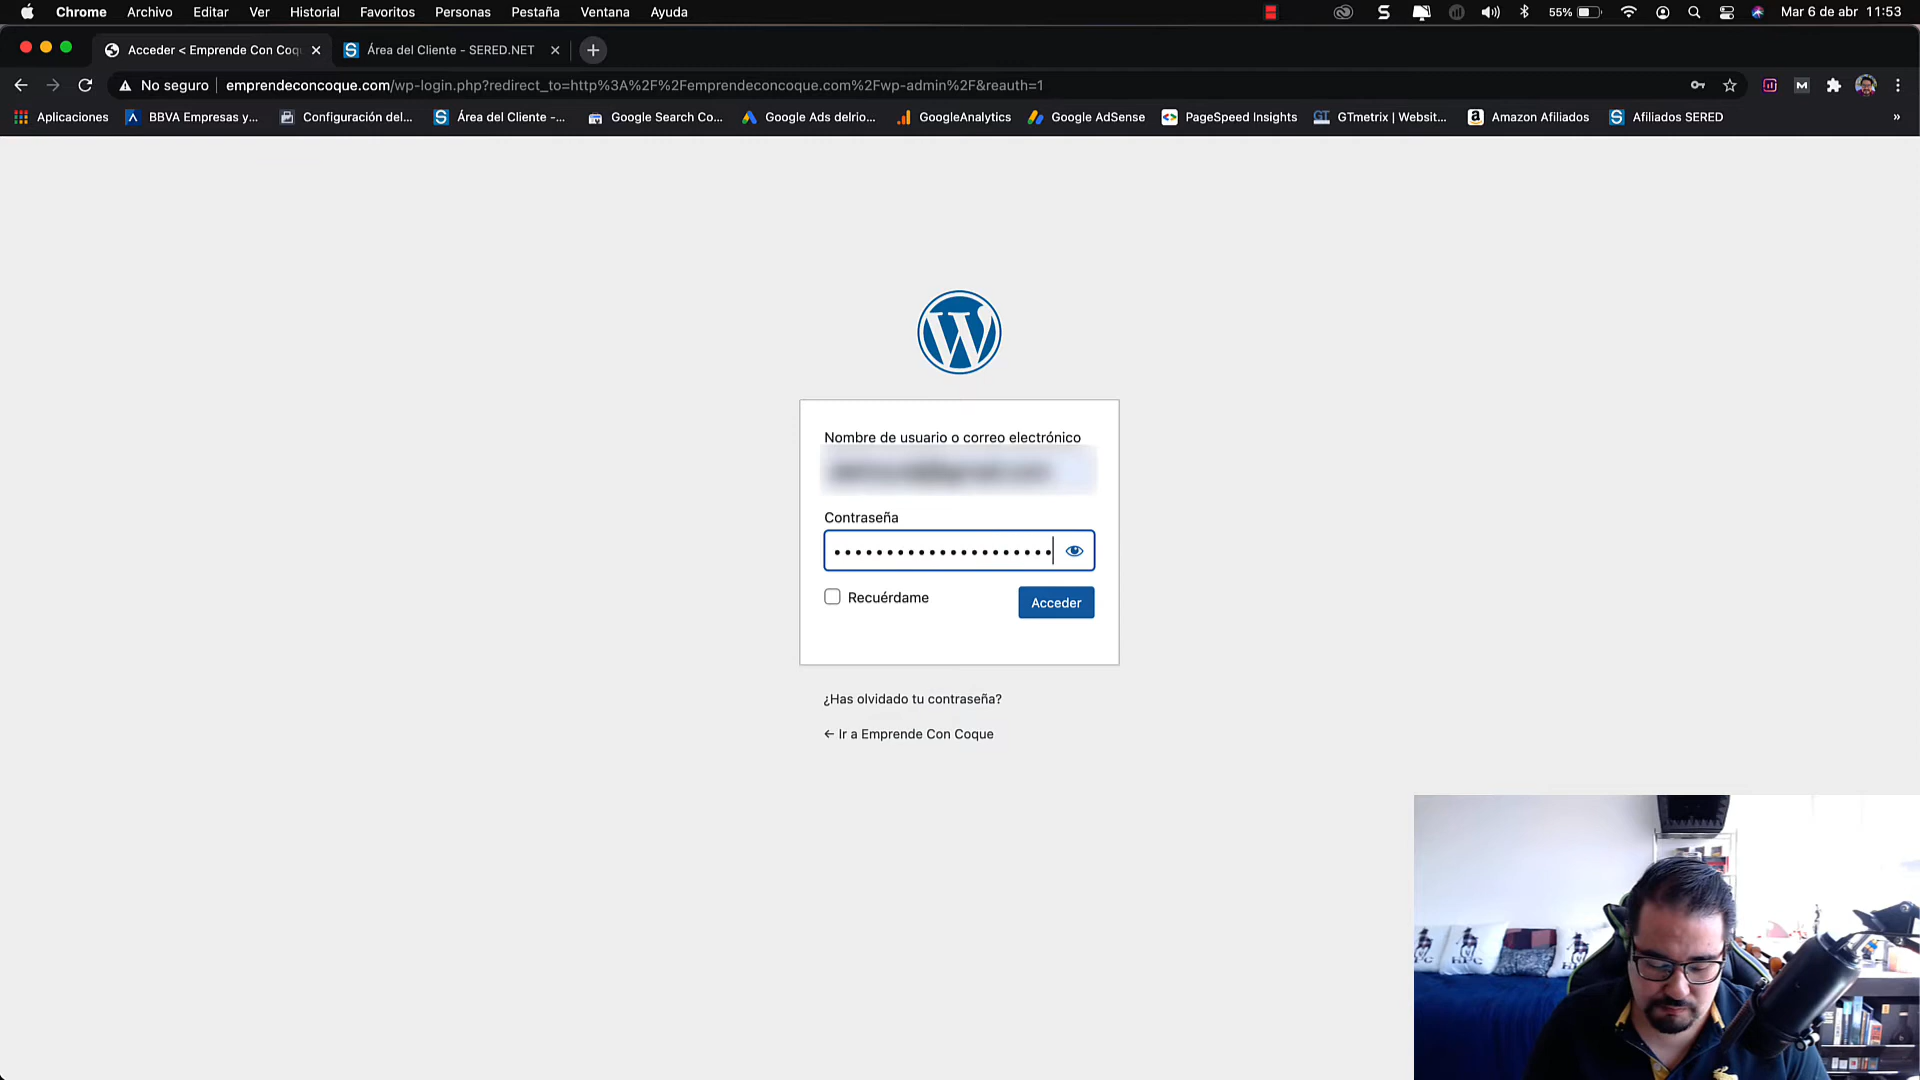 Chrome Archivo Editar Ver Historial Favoritos Personas Pestaña Ventana Ayuda 55% Mar 6 de abr 11:53
Acceder < Emprende Con Coq Área del Cliente - SERED.NET
No seguro emprendeconcoque.com/wp-login.php?redirect_to=http%3A%2F%2Femprendeconcoque.com%2Fwp-admin%2F&reauth=1
Aplicaciones BBVA Empresas y... Configuración del... Área del Cliente -... Google Search Co... Google Ads delrio... GoogleAnalytics Google AdSense PageSpeed Insights GTmetrix | Websit... Amazon Afiliados Afiliados SERED »
Nombre de usuario o correo electrónico
Contraseña
Recuérdame Acceder
¿Has olvidado tu contraseña?
← Ir a Emprende Con Coque